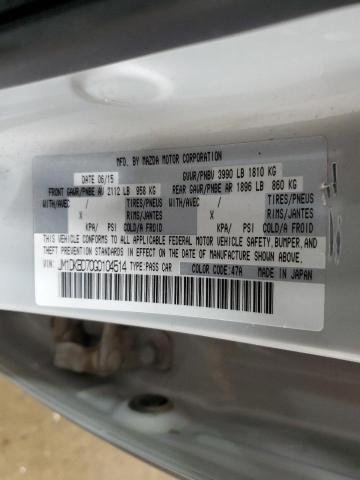 MFG. BY MAZDA MOTOR CORPORATION
DATE 06/15 GVWR/PNBV 3990 LB 1810 KG
FRONT GAWR/PNBE AV 2112 LB 958 KG REAR GAWR/PNBE AR 1896 LB 860 KG
WITH/AVEC / TIRES/PNEUS WITH/AVEC / TIRES/PNEUS
X RIMS/JANTES X RIMS/JANTES
KPA/ PSI COLD/A FROID KPA/ PSI COLD/A FROID
THIS VEHICLE CONFORMS TO ALL APPLICABLE FEDERAL MOTOR VEHICLE SAFETY, BUMPER, AND
THEFT PREVENTION STANDARDS IN EFFECT ON THE DATE OF MANUFACTURE SHOWN ABOVE.
VIN: TYPE:PASS CAR COLOR CODE:47A MADE IN JAPAN